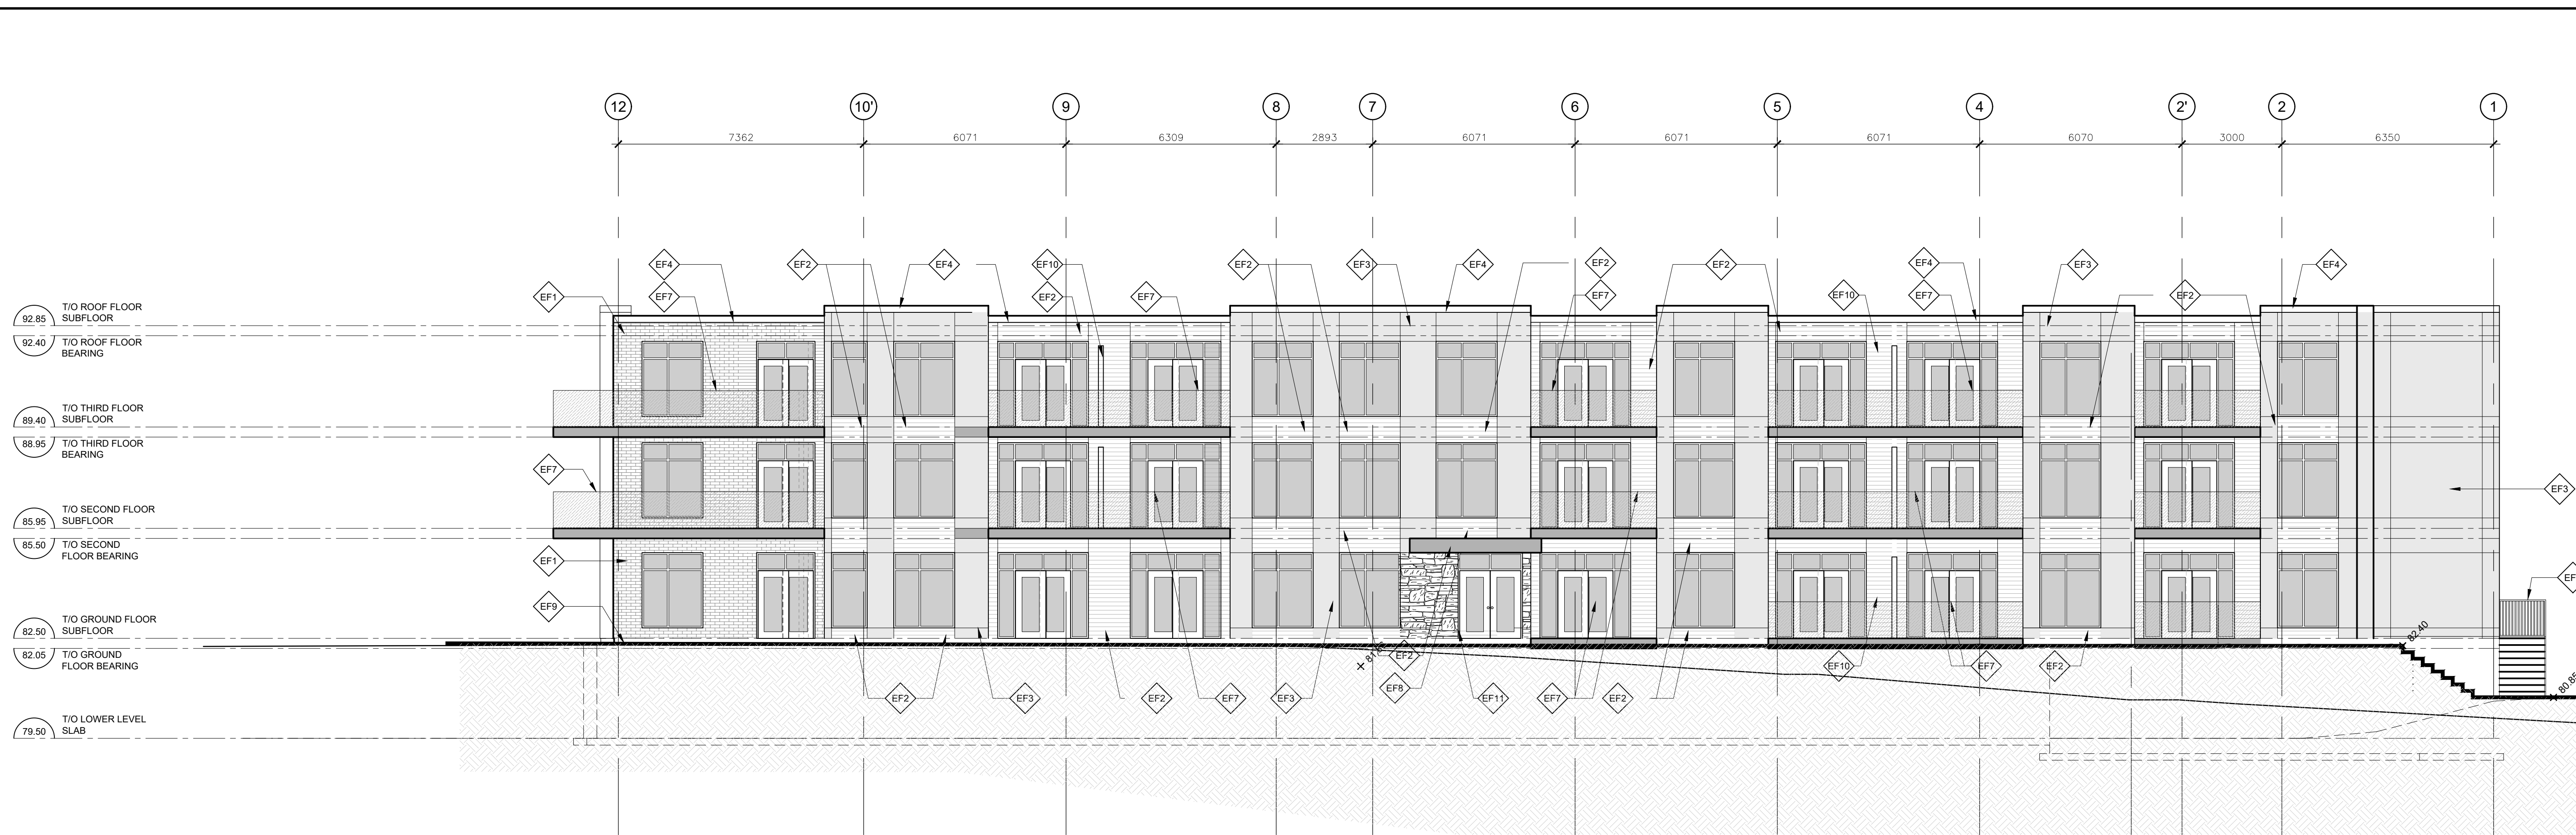 12 10' 9 8 7 6 5 4 2' 2 1
7362 6071 6309 2893 6071 6071 6071 6070 3000 6350
EF4 EF2 EF4 EF10 EF2 EF3 EF4 EF2 EF2 EF4 EF3 EF4
EF1 EF7 EF2 EF7 EF7 EF10 EF7 EF2
92.85 T/O ROOF FLOOR
SUBFLOOR
92.40 T/O ROOF FLOOR
BEARING
89.40 T/O THIRD FLOOR
SUBFLOOR
88.95 T/O THIRD FLOOR
BEARING
EF7
EF3
85.95 T/O SECOND FLOOR
SUBFLOOR
85.50 T/O SECOND
FLOOR BEARING
EF1
EF9
82.50 T/O GROUND FLOOR
SUBFLOOR
82.05 T/O GROUND
FLOOR BEARING
82.40
EF2 EF10 EF7 EF2
EF2 EF3 EF2 EF7 EF3 EF8 EF11 EF7 EF2
80.85
79.50 T/O LOWER LEVEL
SLAB